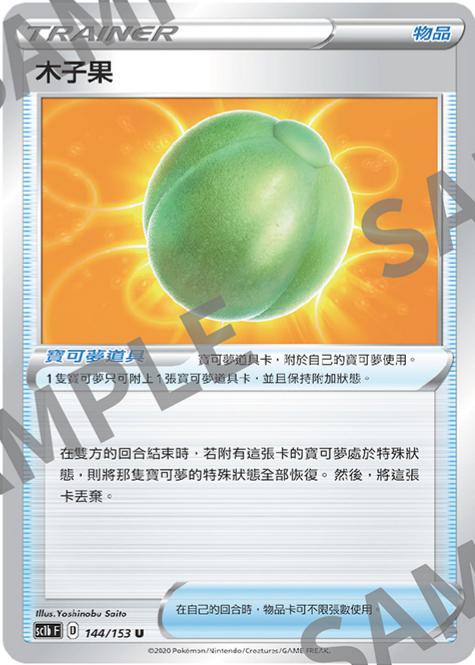 TRAINER
物品
木子果
寶可夢道具
寶可夢道具卡，附於自己的寶可夢使用。
1隻寶可夢只可附上1張寶可夢道具卡，並且保持附加狀態。
在雙方的回合結束時，若附有這張卡的寶可夢處於特殊狀
態，則將那隻寶可夢的特殊狀態全部恢復。然後，將這張
卡丟棄。
Illus. Yoshinobu Saito
在自己的回合時，物品卡可不限張數使用。
sc1b F D 144/153 U
©2020 Pokémon/Nintendo/Creatures/GAME FREAK.
SAMPLE